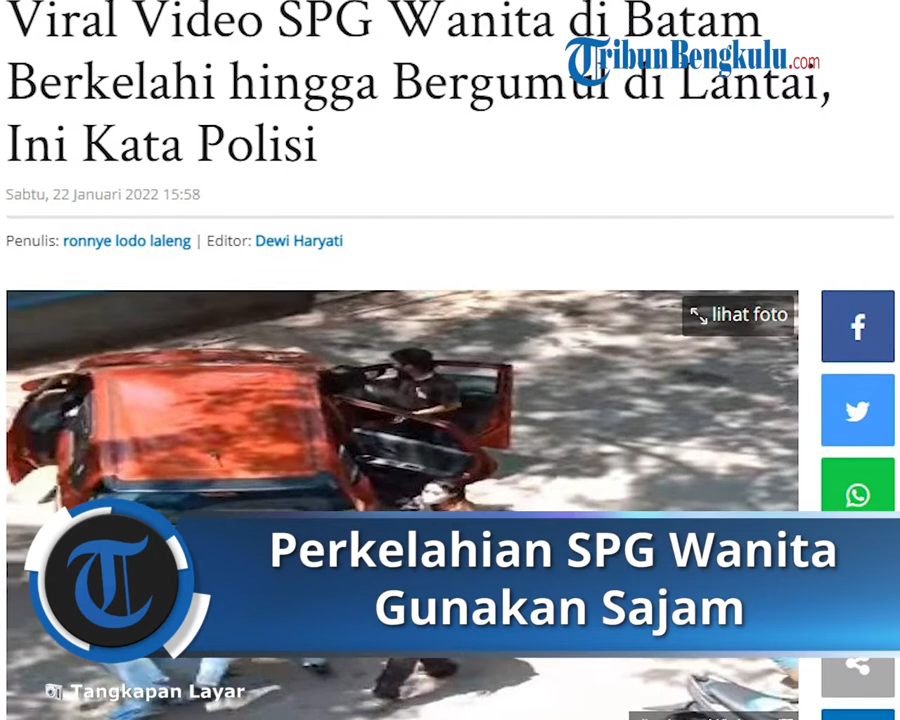 Viral Video SPG Wanita di Batam
TribunBengkulu.com
Berkelahi hingga Bergumul di Lantai,
Ini Kata Polisi
Sabtu, 22 Januari 2022 15:58
Penulis: ronnye lodo laleng | Editor: Dewi Haryati
lihat foto
Perkelahian SPG Wanita
Gunakan Sajam
Tangkapan Layar